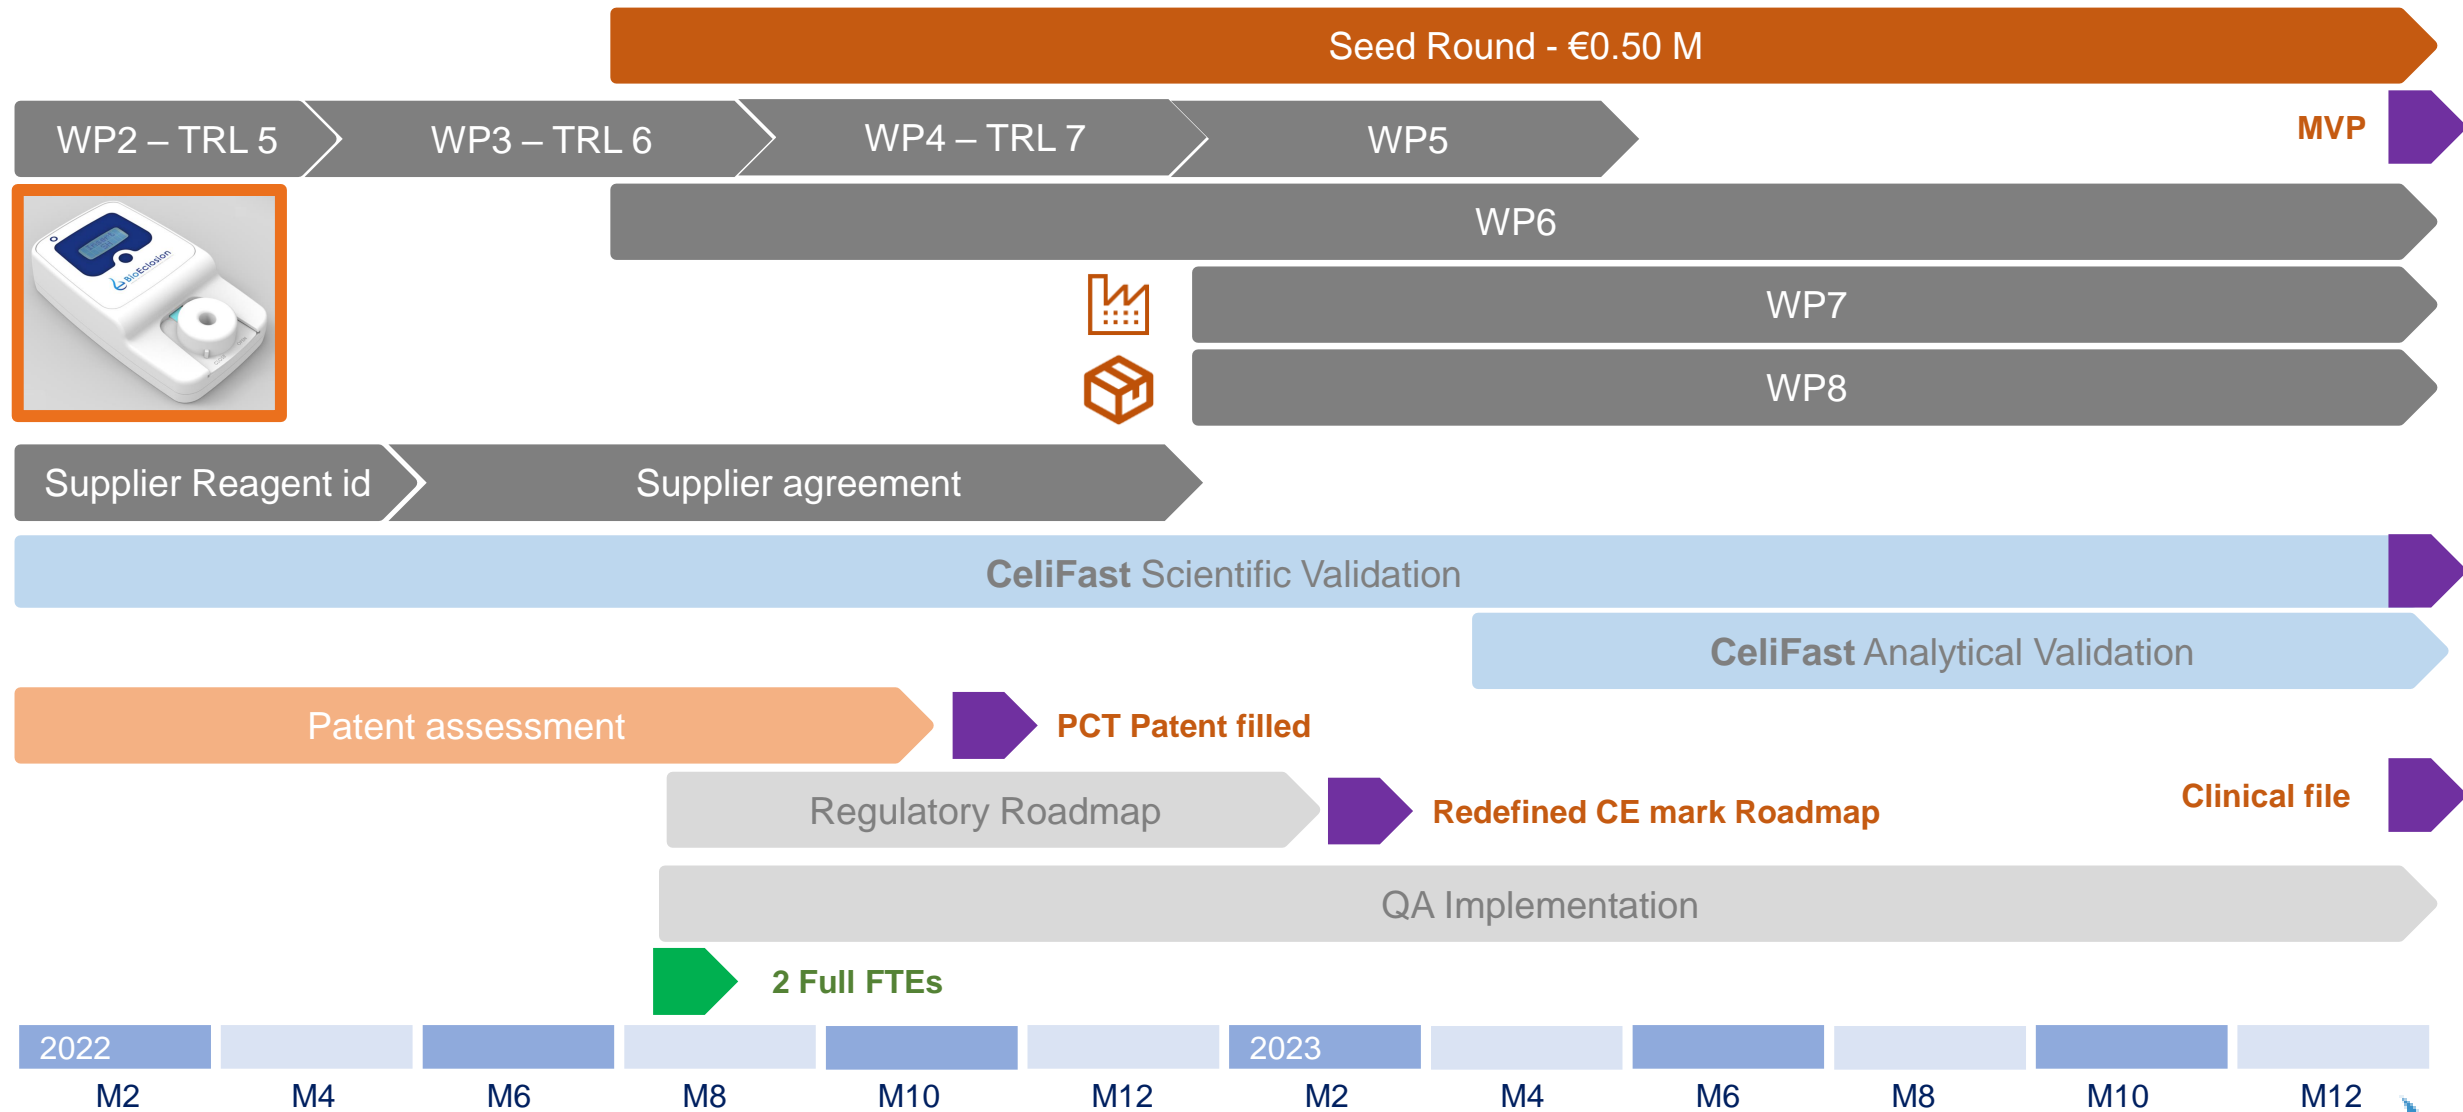 Seed Round - €0.50 M
WP2 – TRL 5
WP3 – TRL 6
WP4 – TRL 7
WP5
MVP
WP6
BioEclosion
WP7
WP8
Supplier Reagent id
Supplier agreement
CeliFast Scientific Validation
CeliFast Analytical Validation
Patent assessment
PCT Patent filled
Regulatory Roadmap
Redefined CE mark Roadmap
Clinical file
QA Implementation
2 Full FTEs
2022
2023
M2
M4
M6
M8
M10
M12
M2
M4
M6
M8
M10
M12